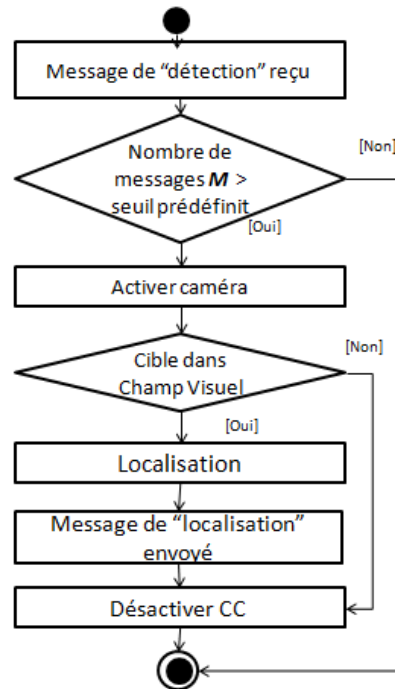 Message de “détection” reçu
Nombre de
messages M >
seuil prédéfinit
[Non]
[Oui]
Activer caméra
Cible dans
Champ Visuel
[Non]
[Oui]
Localisation
Message de “localisation”
envoyé
Désactiver CC